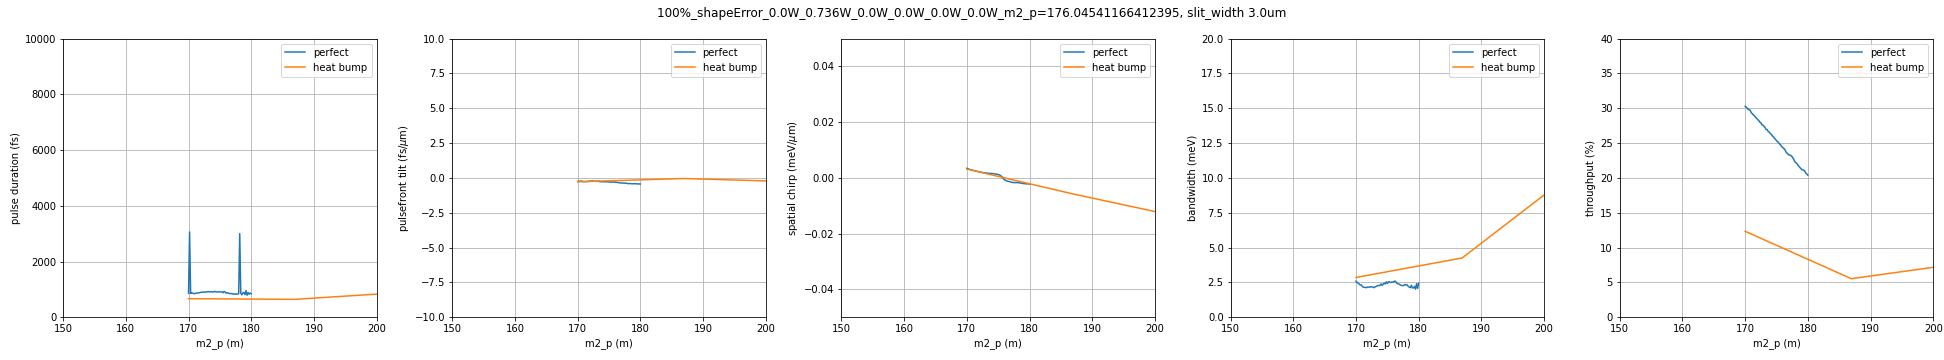 100%_shapeError_0.0W_0.736W_0.0W_0.0W_0.0W_0.0W_m2_p=176.04541166412395, slit_width 3.0um
pulse duration (fs)
10000
8000
6000
4000
2000
0
150 160 170 180 190 200
m2_p (m)
perfect
heat bump
pulsefront tilt (fs/μm)
10.0
7.5
5.0
2.5
0.0
−2.5
−5.0
−7.5
−10.0
150 160 170 180 190 200
m2_p (m)
perfect
heat bump
spatial chirp (meV/μm)
0.04
0.02
0.00
−0.02
−0.04
150 160 170 180 190 200
m2_p (m)
perfect
heat bump
bandwidth (meV)
20.0
17.5
15.0
12.5
10.0
7.5
5.0
2.5
0.0
150 160 170 180 190 200
m2_p (m)
perfect
heat bump
throughput (%)
40
35
30
25
20
15
10
5
0
150 160 170 180 190 200
m2_p (m)
perfect
heat bump